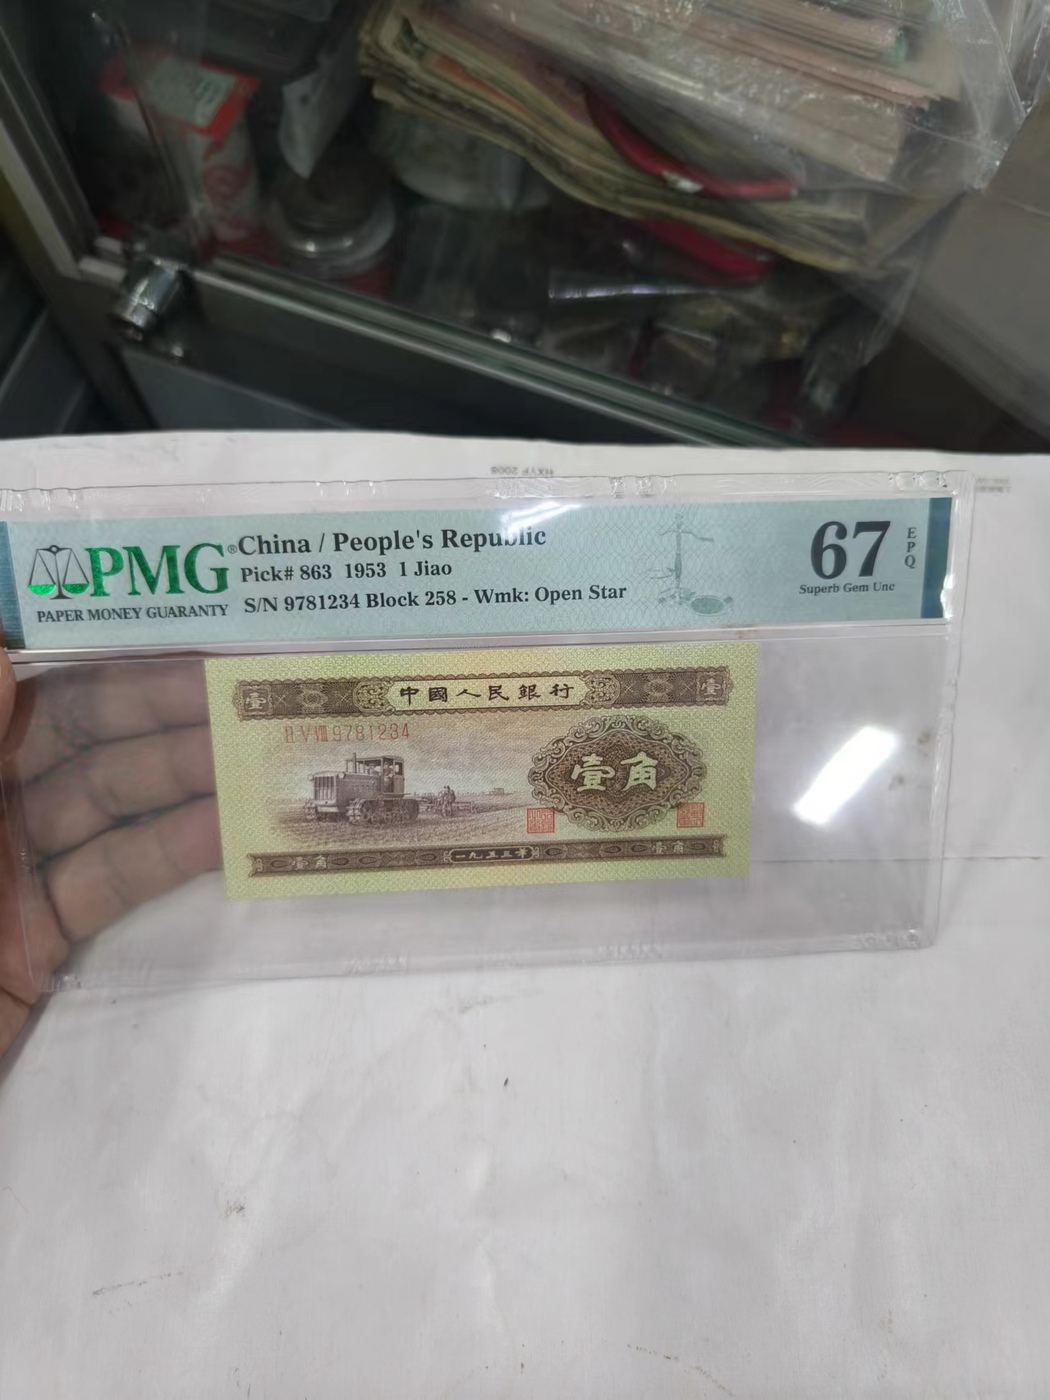 PMG®
PAPER MONEY GUARANTY
China / People's Republic
Pick# 863 1953 1 Jiao
S/N 9781234 Block 258 - Wmk: Open Star
67
EPQ
Superb Gem Unc
壹 中國人民銀行 壹
II V VIII 9781234
壹角
壹角 一九五三年 壹角